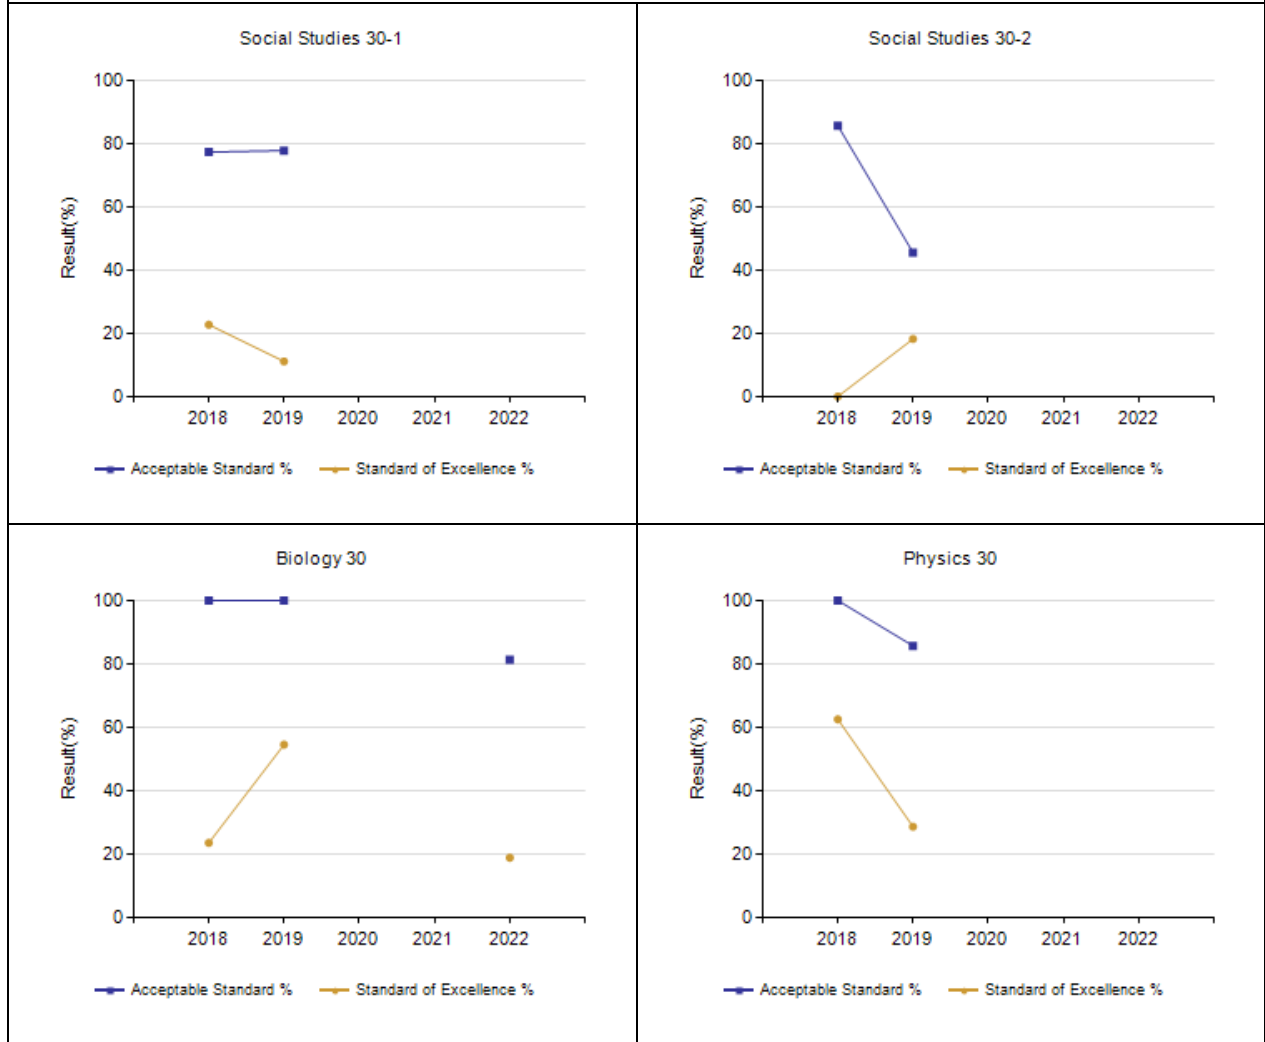 Social Studies 30-1
100
80
60
40
20
0
Result(%)
2018 2019 2020 2021 2022
Acceptable Standard % Standard of Excellence %
Social Studies 30-2
100
80
60
40
20
0
Result(%)
2018 2019 2020 2021 2022
Acceptable Standard % Standard of Excellence %
Biology 30
100
80
60
40
20
0
Result(%)
2018 2019 2020 2021 2022
Acceptable Standard % Standard of Excellence %
Physics 30
100
80
60
40
20
0
Result(%)
2018 2019 2020 2021 2022
Acceptable Standard % Standard of Excellence %